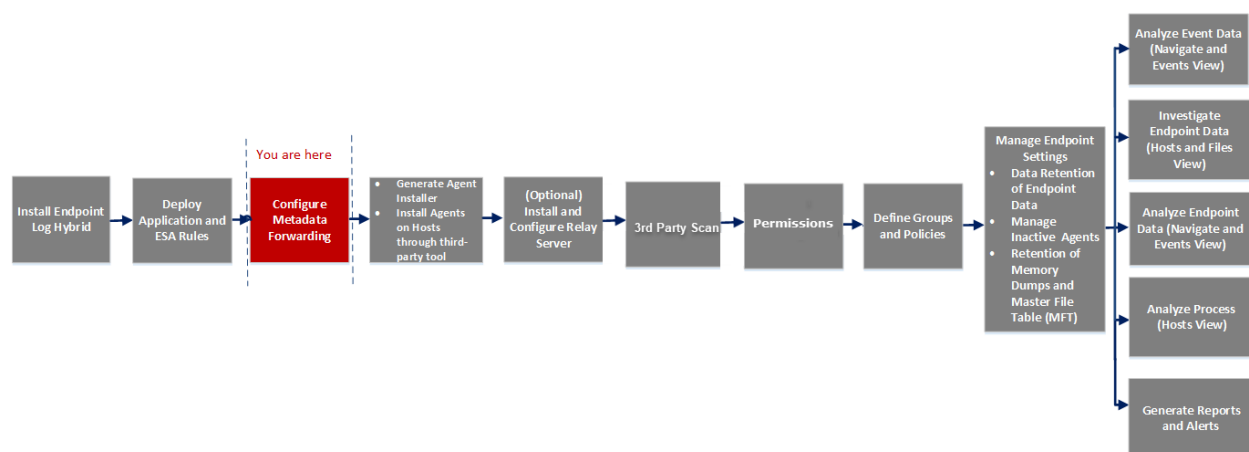 You are here
Install Endpoint
Log Hybrid
Deploy
Application and
ESA Rules
Configure
Metadata
Forwarding
• Generate Agent
Installer
• Install Agents
on Hosts
through third-
party tool
(Optional)
Install and
Configure Relay
Server
3rd Party Scan
Permissions
Define Groups
and Policies
Manage Endpoint
Settings
• Data Retention
of Endpoint
Data
• Manage
Inactive Agents
• Retention of
Memory
Dumps and
Master File
Table (MFT)
Analyze Event Data
(Navigate and
Events View)
Investigate
Endpoint Data
(Hosts and Files
View)
Analyze Endpoint
Data (Navigate and
Events View)
Analyze Process
(Hosts View)
Generate Reports
and Alerts